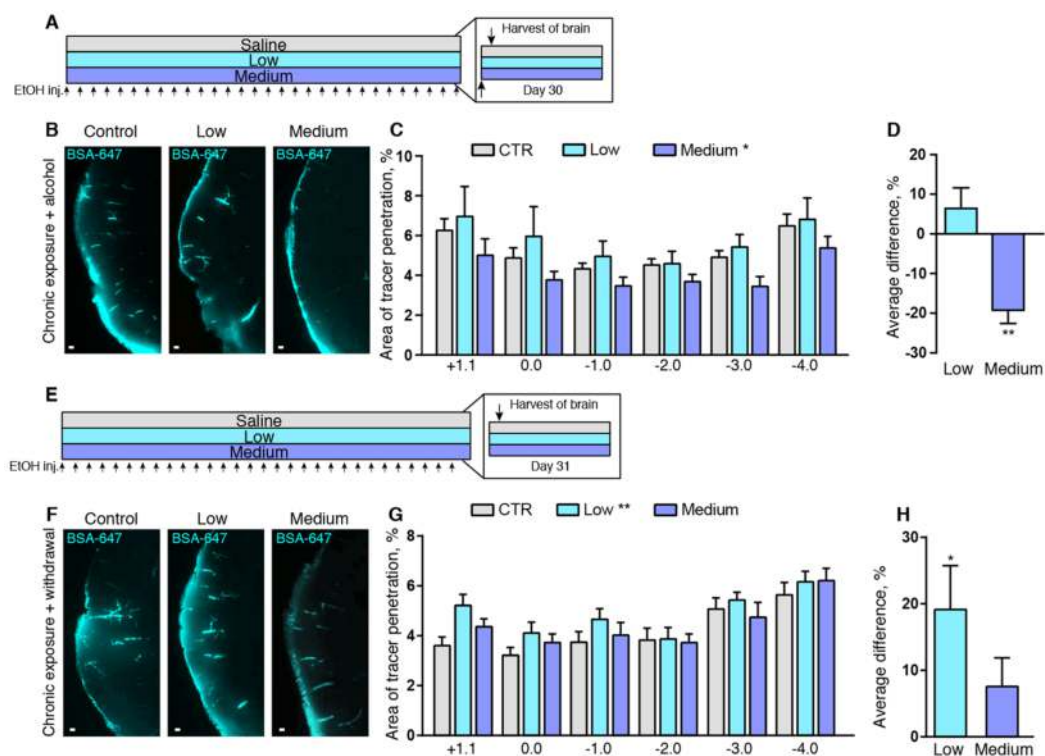 A
Harvest of brain
Saline
Low
Medium
EtOH inj.
Day 30
B
Control Low Medium
BSA-647 BSA-647 BSA-647
Chronic exposure + alcohol
C
CTR Low Medium *
Area of tracer penetration, %
10
8
6
4
2
0
+1.1 0.0 -1.0 -2.0 -3.0 -4.0
D
Average difference, %
20
10
0
-10
-20
-30
**
Low Medium
E
Harvest of brain
Saline
Low
Medium
EtOH inj.
Day 31
F
Control Low Medium
BSA-647 BSA-647 BSA-647
Chronic exposure + withdrawal
G
CTR Low ** Medium
Area of tracer penetration, %
8
6
4
2
0
+1.1 0.0 -1.0 -2.0 -3.0 -4.0
H
Average difference, %
30
20
10
0
*
Low Medium